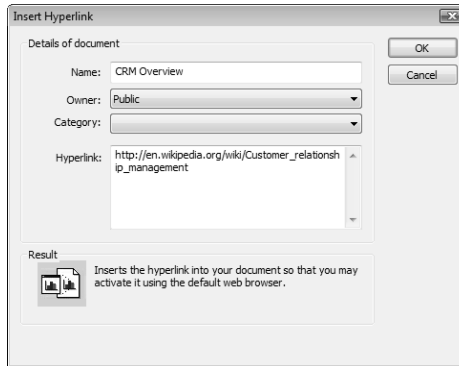 Insert Hyperlink
Details of document
OK
Name: CRM Overview
Cancel
Owner: Public
Category:
Hyperlink: http://en.wikipedia.org/wiki/Customer_relationsh
ip_management
Result
Inserts the hyperlink into your document so that you may
activate it using the default web browser.